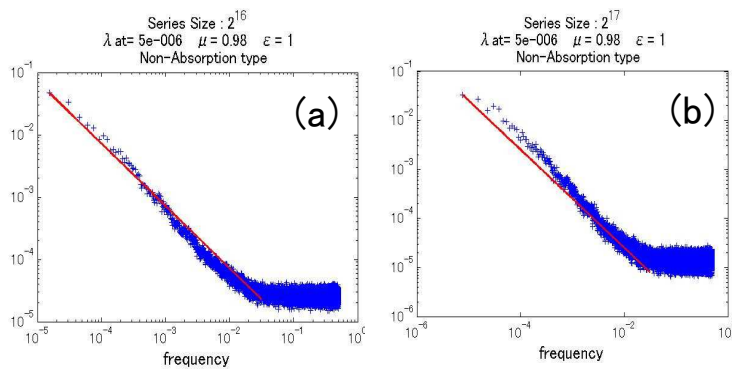 Series Size : 2^16
λ at= 5e-006 μ = 0.98 ε = 1
Non-Absorption type
(a)
10^-1
10^-2
10^-3
10^-4
10^-5
10^-5 10^-4 10^-3 10^-2 10^-1 10^0
frequency
Series Size : 2^17
λ at= 5e-006 μ = 0.98 ε = 1
Non-Absorption type
(b)
10^-1
10^-2
10^-3
10^-4
10^-5
10^-6
10^-6 10^-4 10^-2 10^0
frequency